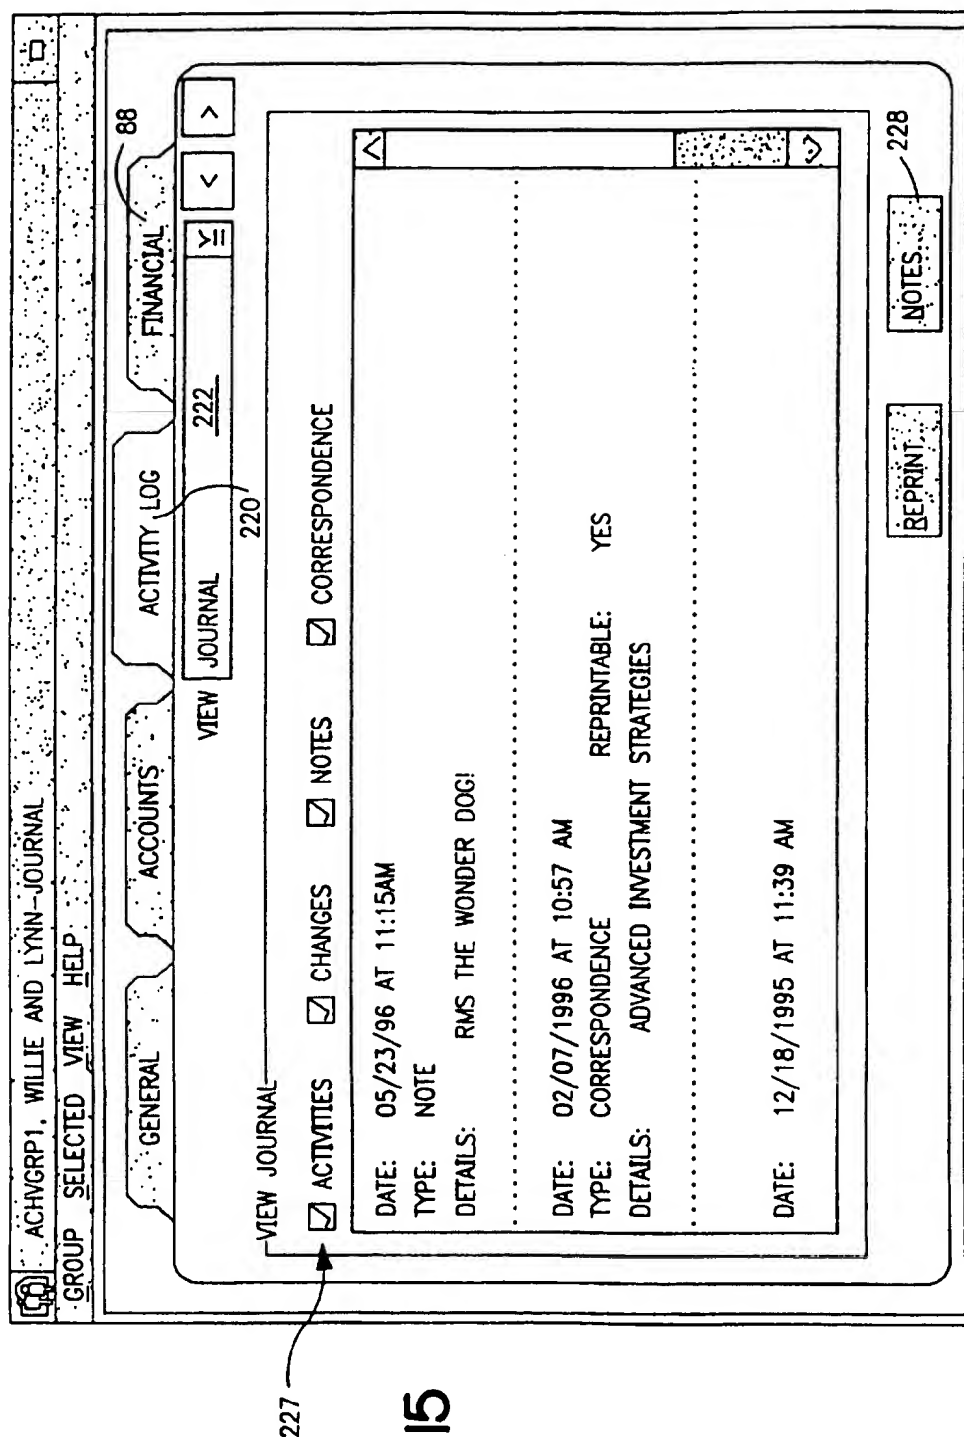 ACHVGRP1, WILLIE AND LYNN-JOURNAL
GROUP SELECTED VIEW HELP
GENERAL ACCOUNTS ACTIVITY LOG FINANCIAL 88
VIEW JOURNAL 222 < >
220
VIEW JOURNAL
227
ACTIVITIES CHANGES NOTES CORRESPONDENCE
DATE: 05/23/96 AT 11:15AM
TYPE: NOTE
DETAILS: RMS THE WONDER DOG!
DATE: 02/07/1996 AT 10:57 AM
TYPE: CORRESPONDENCE REPRINTABLE: YES
DETAILS: ADVANCED INVESTMENT STRATEGIES
DATE: 12/18/1995 AT 11:39 AM
REPRINT... NOTES... 228
15